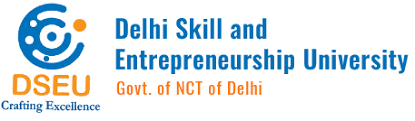 DSEU
Crafting Excellence
Delhi Skill and
Entrepreneurship University
Govt. of NCT of Delhi